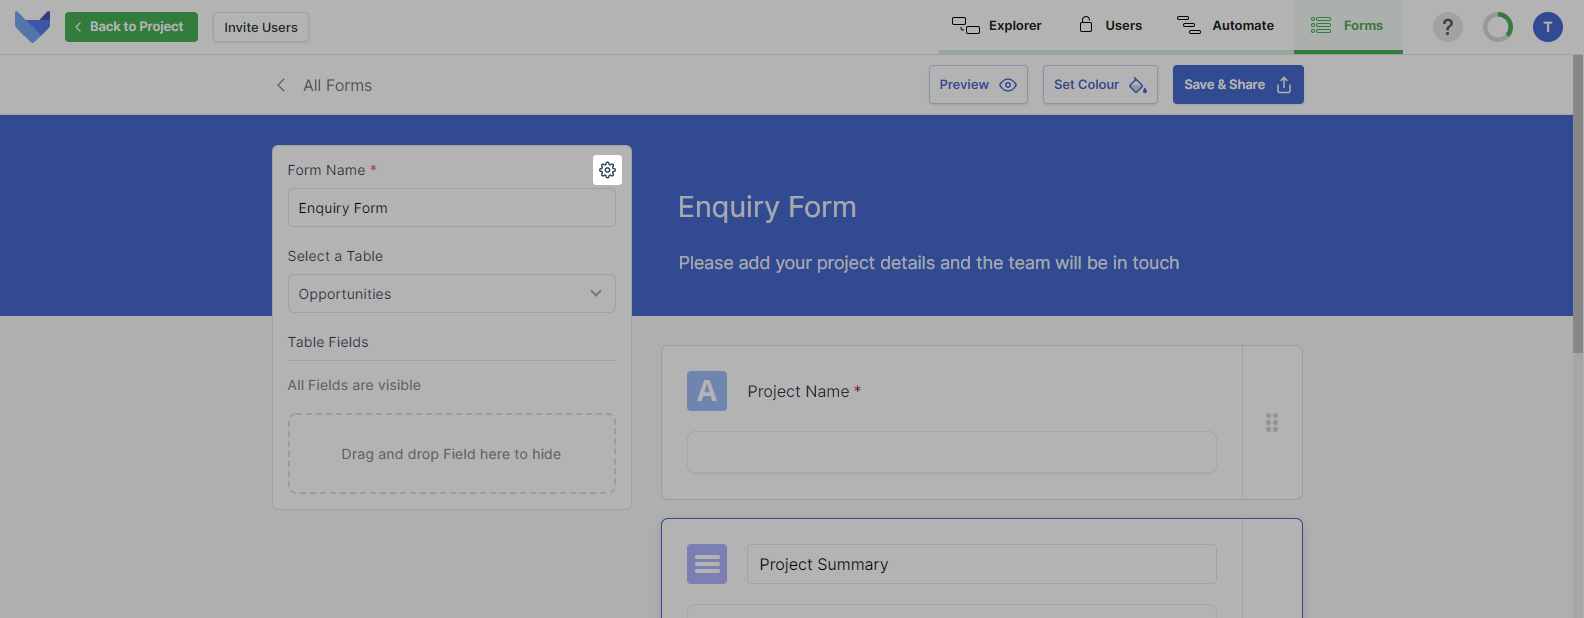 Back to Project
Invite Users
Explorer
Users
Automate
Forms
?
T
All Forms
Preview
Set Colour
Save & Share
Form Name *
Enquiry Form
Select a Table
Opportunities
Table Fields
All Fields are visible
Drag and drop Field here to hide
Enquiry Form
Please add your project details and the team will be in touch
A
Project Name *
Project Summary